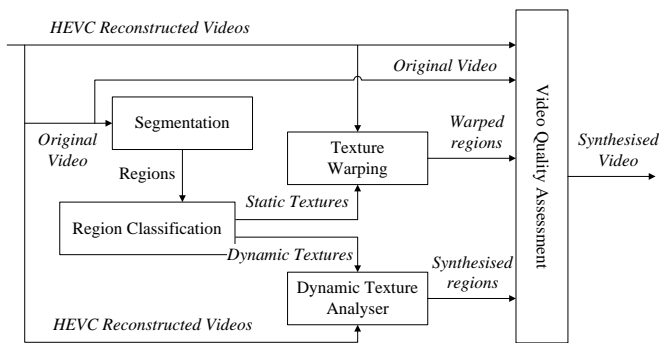 HEVC Reconstructed Videos
Original Video
Segmentation
Original
Video
Texture
Warping
Warped
regions
Video Quality Assessment
Synthesised
Video
Regions
Static Textures
Region Classification
Dynamic Textures
Dynamic Texture
Analyser
Synthesised
regions
HEVC Reconstructed Videos